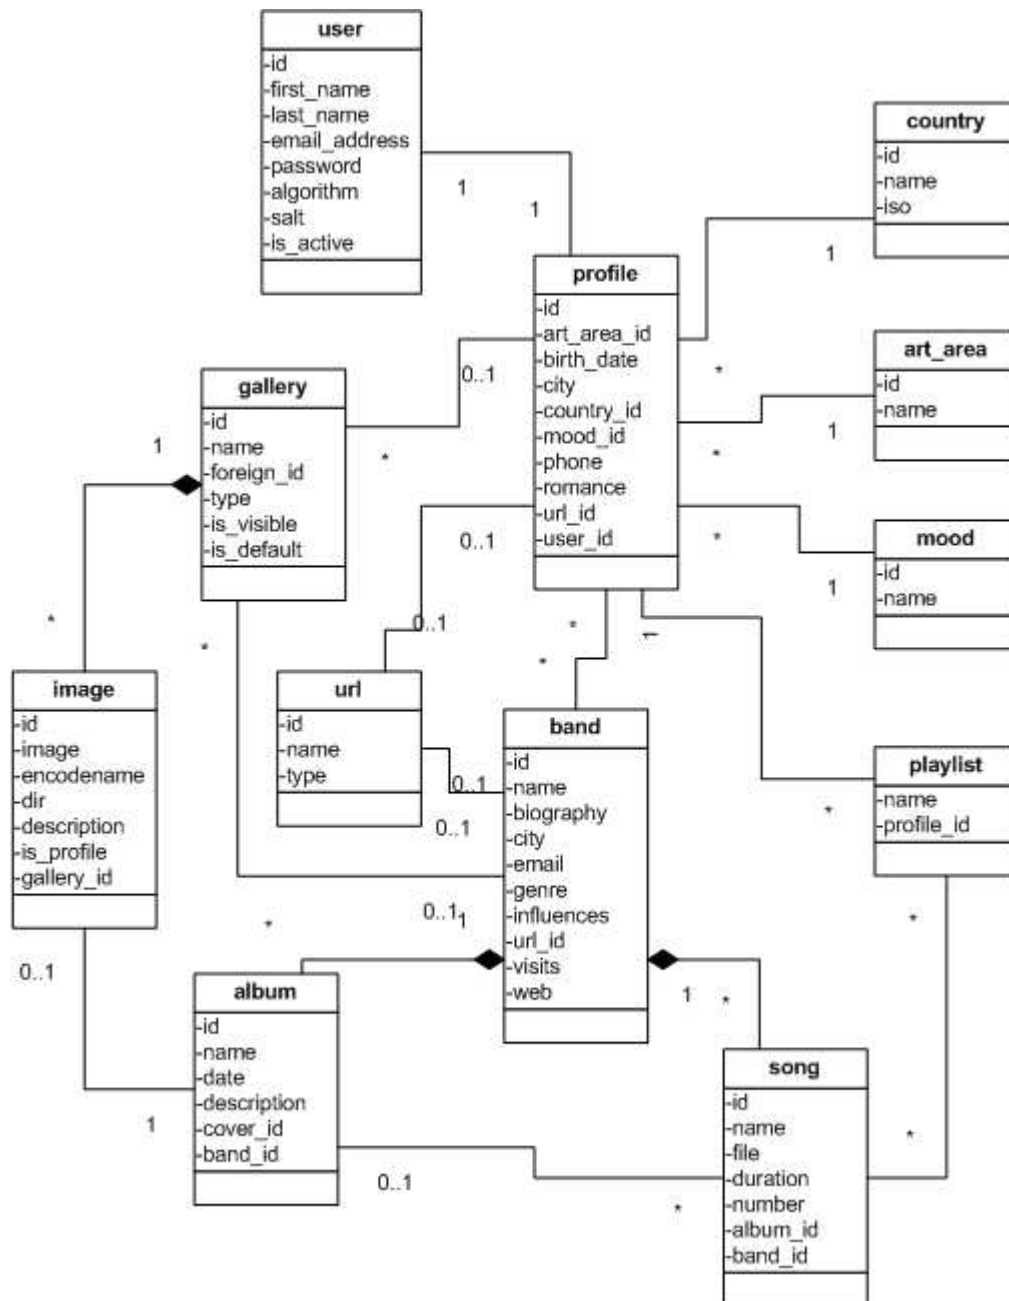 user
-id
-first_name
-last_name
-email_address
-password
-algorithm
-salt
-is_active
1
1
country
-id
-name
-iso
1
*
profile
-id
-art_area_id
-birth_date
-city
-country_id
-mood_id
-phone
-romance
-url_id
-user_id
0..1
*
art_area
-id
-name
1
*
gallery
-id
-name
-foreign_id
-type
-is_visible
-is_default
1
*
*
0..1
0..1
mood
-id
-name
1
*
*
*
1
image
-id
-image
-encodename
-dir
-description
-is_profile
-gallery_id
0..1
url
-id
-name
-type
0..1
0..1
band
-id
-name
-biography
-city
-email
-genre
-influences
-url_id
-visits
-web
0..1
1
*
1
*
playlist
-name
-profile_id
*
*
*
album
-id
-name
-date
-description
-cover_id
-band_id
1
0..1
*
song
-id
-name
-file
-duration
-number
-album_id
-band_id